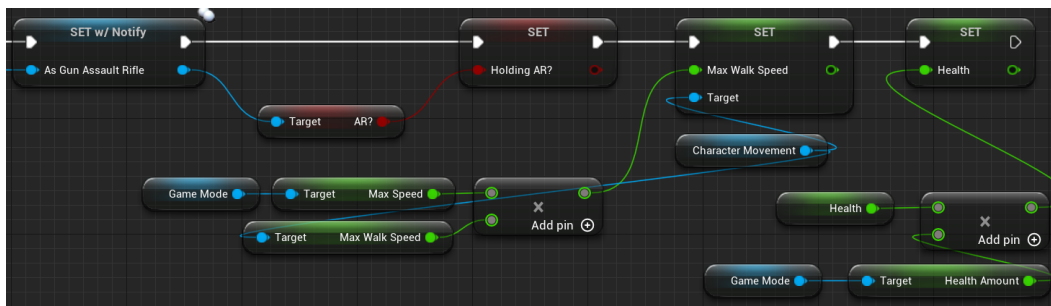 SET w/ Notify
As Gun Assault Rifle
SET
Holding AR?
SET
Max Walk Speed
Target
SET
Health
Target AR?
Character Movement
Game Mode
Target Max Speed
Target Max Walk Speed
×
Add pin
Health
×
Add pin
Game Mode
Target Health Amount